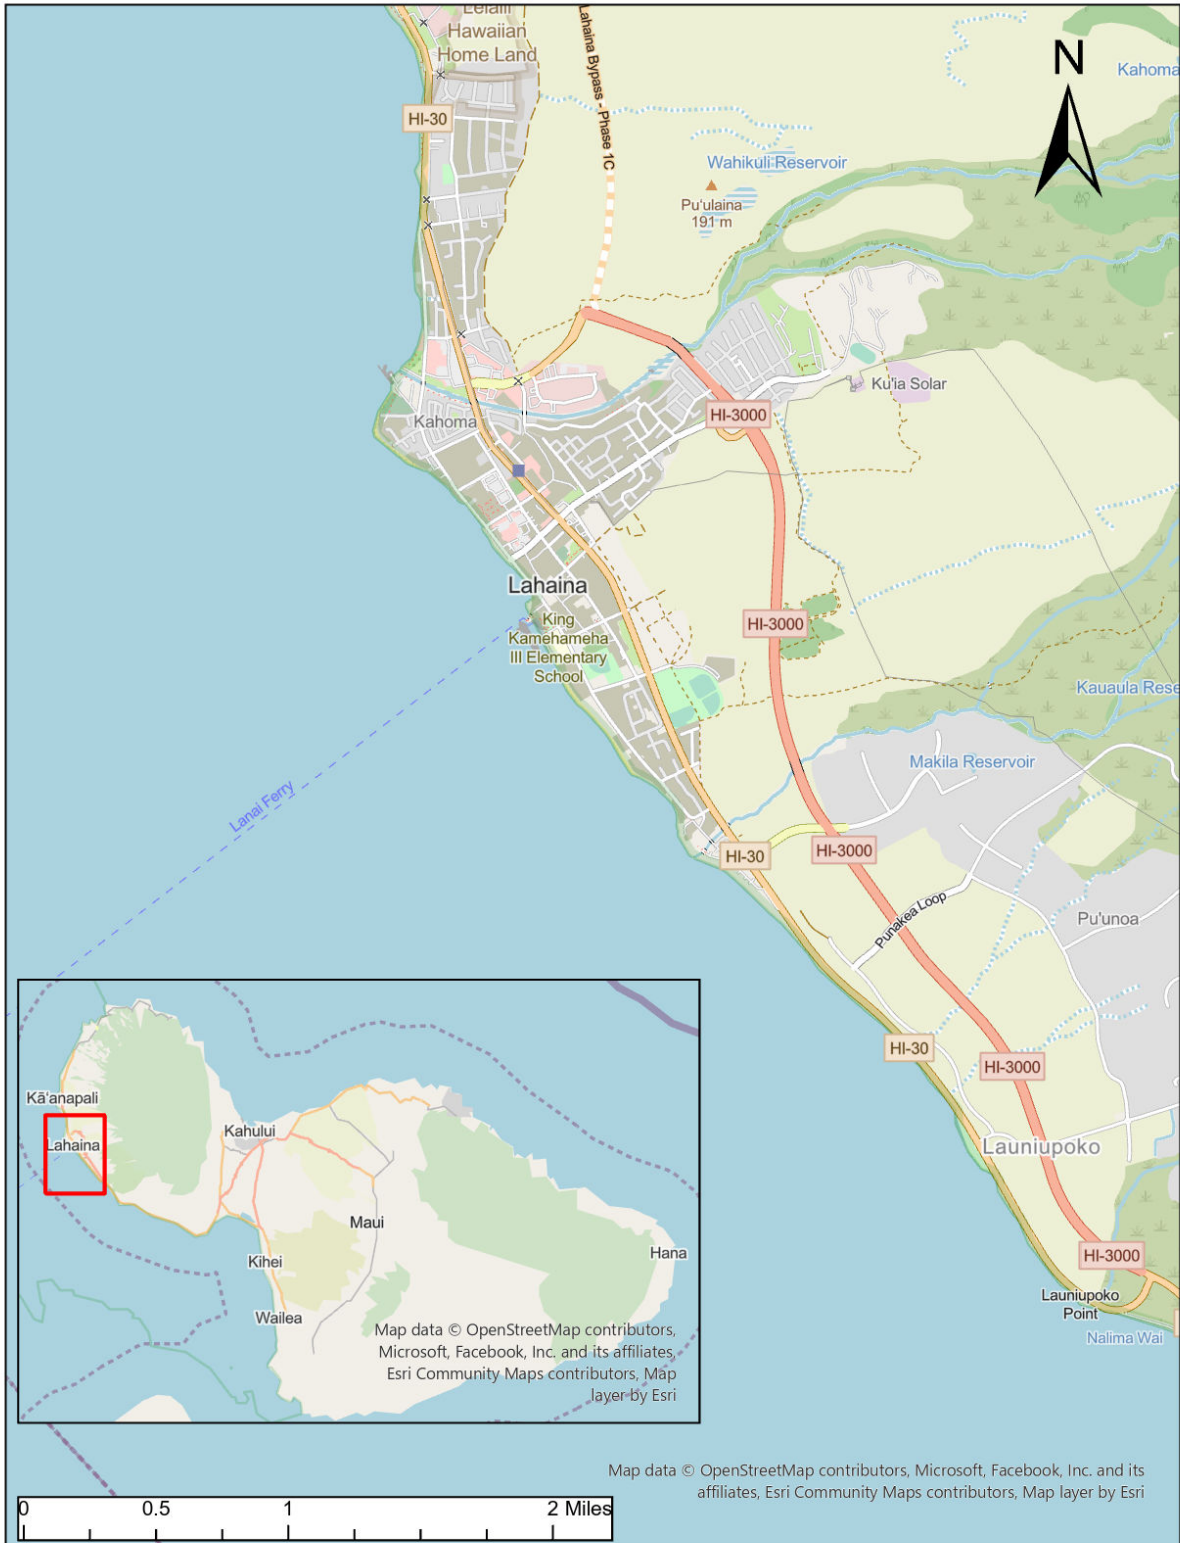 Leialii
Hawaiian
Home Land
HI-30
Lahaina Bypass - Phase 1C
N
Kahoma
Wahikuli Reservoir
Pu'ulaina
191 m
Ku'ia Solar
HI-3000
Kahoma
Lahaina
King
Kamehameha
III Elementary
School
HI-3000
Kauaula Rese
Makila Reservoir
Lanai Ferry
HI-30
HI-3000
Punakea Loop
Pu'unoa
HI-30
HI-3000
Launiupoko
HI-3000
Launiupoko
Point
Nalima Wai
Kā'anapali
Lahaina
Kahului
Maui
Hana
Kihei
Wailea
Map data © OpenStreetMap contributors,
Microsoft, Facebook, Inc. and its affiliates,
Esri Community Maps contributors, Map
layer by Esri
Map data © OpenStreetMap contributors, Microsoft, Facebook, Inc. and its
affiliates, Esri Community Maps contributors, Map layer by Esri
0 0.5 1 2 Miles